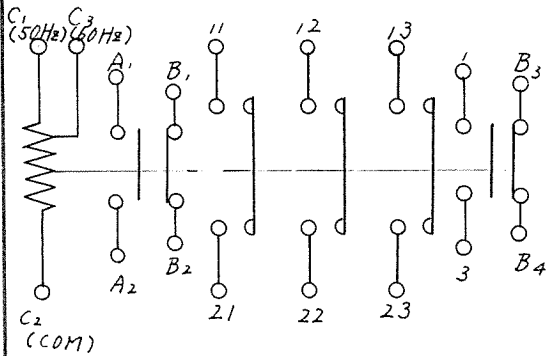 C₁ C₃
(50Hz) (60Hz)
A₁ B₁ 11 12 13 1 B₃
A₂ B₂ 21 22 23 3 B₄
C₂
(COM)